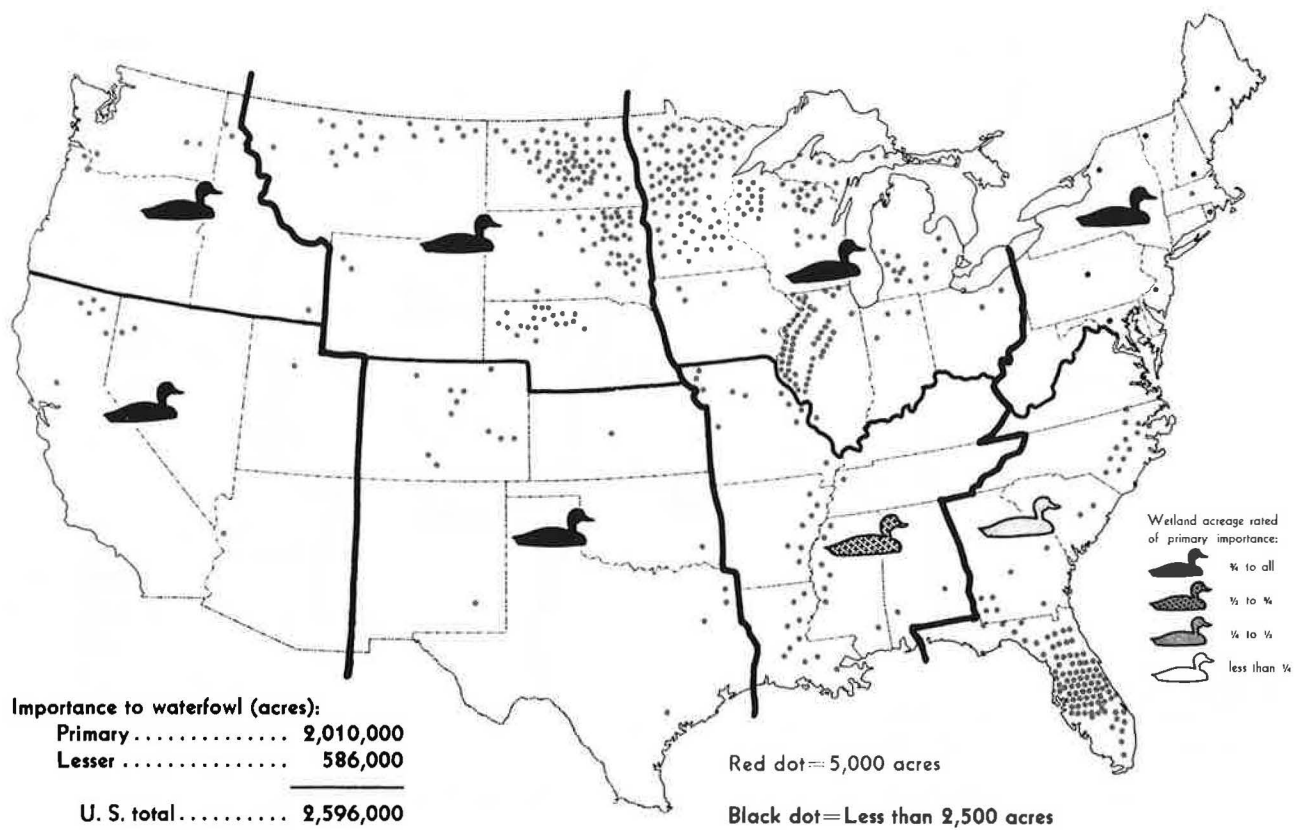 Wetland acreage rated
of primary importance:
¾ to all
½ to ¾
¼ to ½
less than ¼
Importance to waterfowl (acres):
Primary .............. 2,010,000
Lesser ............... 586,000
U. S. total.......... 2,596,000
Red dot=5,000 acres
Black dot=Less than 2,500 acres